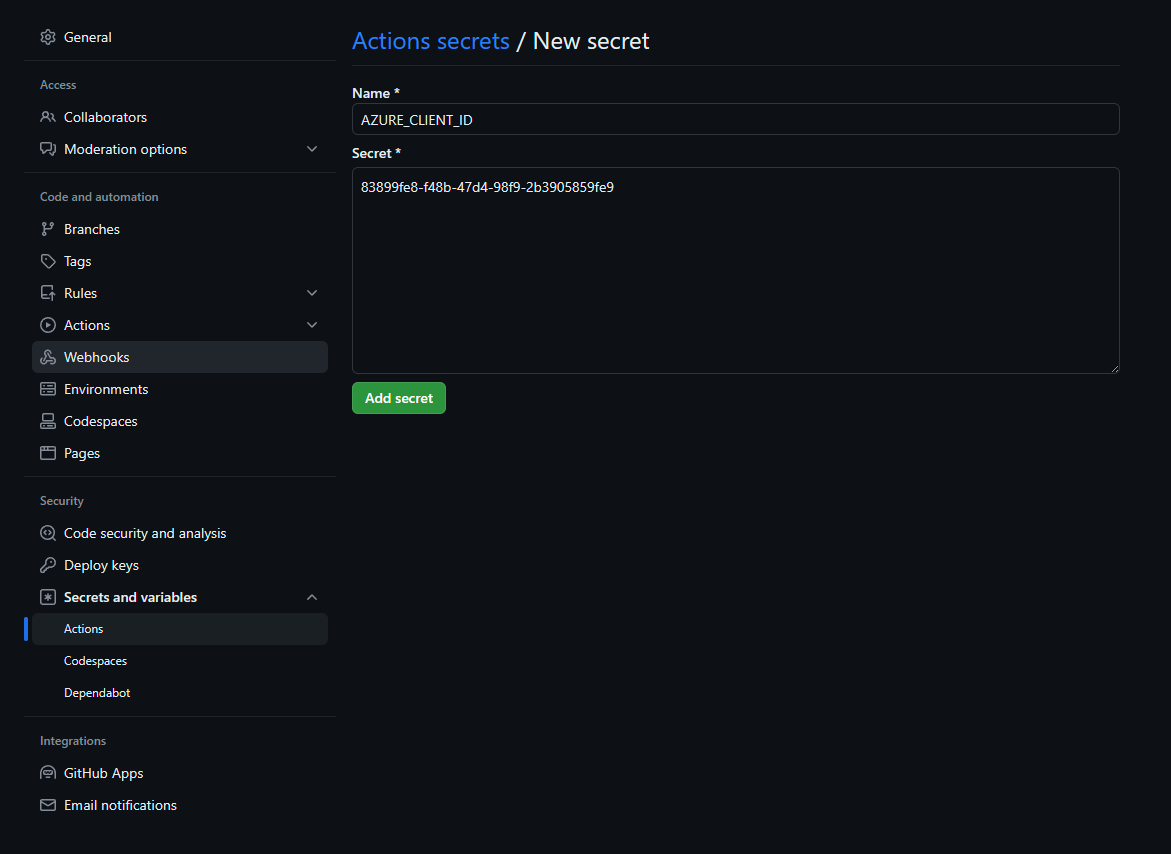 General
Access
Collaborators
Moderation options
Code and automation
Branches
Tags
Rules
Actions
Webhooks
Environments
Codespaces
Pages
Security
Code security and analysis
Deploy keys
Secrets and variables
Actions
Codespaces
Dependabot
Integrations
GitHub Apps
Email notifications
Actions secrets / New secret
Name *
AZURE_CLIENT_ID
Secret *
83899fe8-f48b-47d4-98f9-2b3905859fe9
Add secret